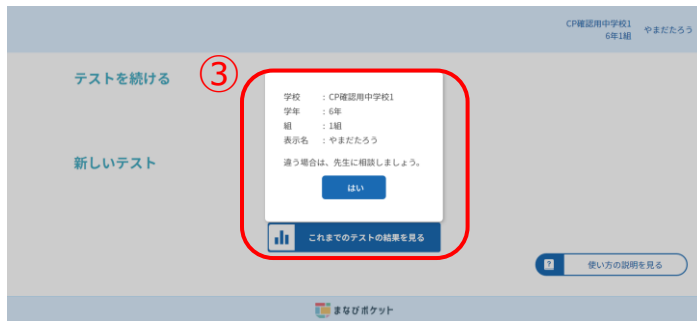 CP確認用中学校1
6年1組
やまだたろう
テストを続ける
③
学校 : CP確認用中学校1
学年 : 6年
組 : 1組
表示名 : やまだたろう
違う場合は、先生に相談しましょう。
はい
新しいテスト
これまでのテストの結果を見る
? 使い方の説明を見る
まなびポケット